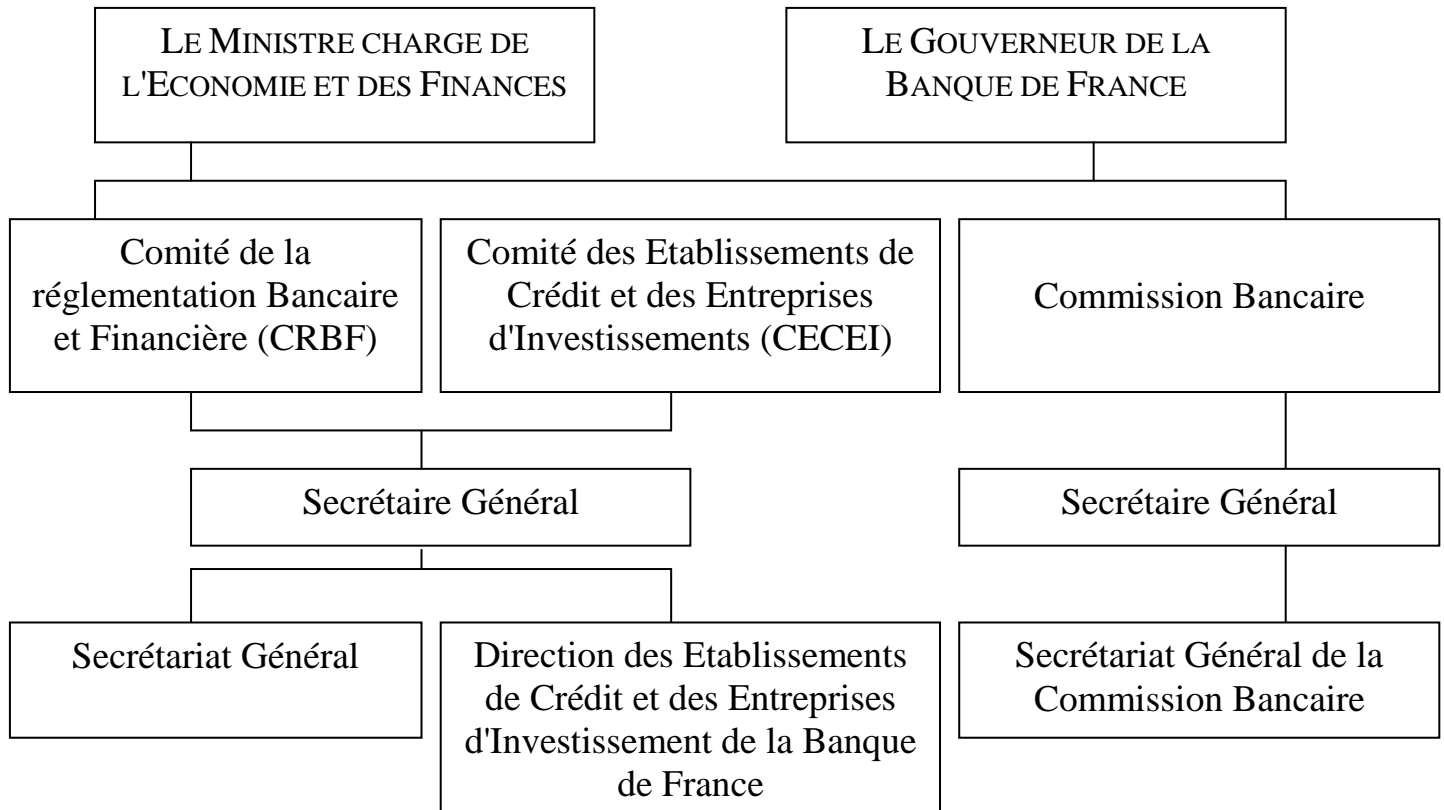 LE MINISTRE CHARGE DE
L'ECONOMIE ET DES FINANCES
LE GOUVERNEUR DE LA
BANQUE DE FRANCE
Comité de la
réglementation Bancaire
et Financière (CRBF)
Comité des Etablissements de
Crédit et des Entreprises
d'Investissements (CECEI)
Commission Bancaire
Secrétaire Général
Secrétaire Général
Secrétariat Général
Direction des Etablissements
de Crédit et des Entreprises
d'Investissement de la Banque
de France
Secrétariat Général de la
Commission Bancaire